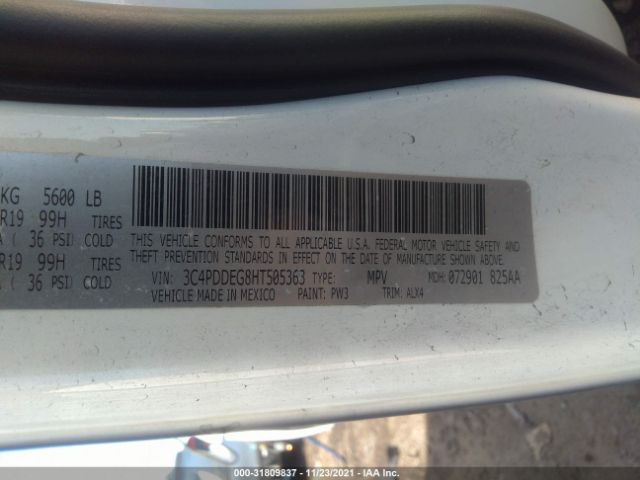 KG 5600 LB
R19 99H TIRES
( 36 PSI) COLD
R19 99H TIRES
( 36 PSI) COLD
THIS VEHICLE CONFORMS TO ALL APPLICABLE U.S.A. FEDERAL MOTOR VEHICLE SAFETY AND
THEFT PREVENTION STANDARDS IN EFFECT ON THE DATE OF MANUFACTURE SHOWN ABOVE.
VIN: 3C4PDDEG8HT505363 TYPE: MPV MDH: 072901 825AA
VEHICLE MADE IN MEXICO PAINT: PW3 TRIM: ALX4
000-31809837 - 11/23/2021 - IAA Inc.